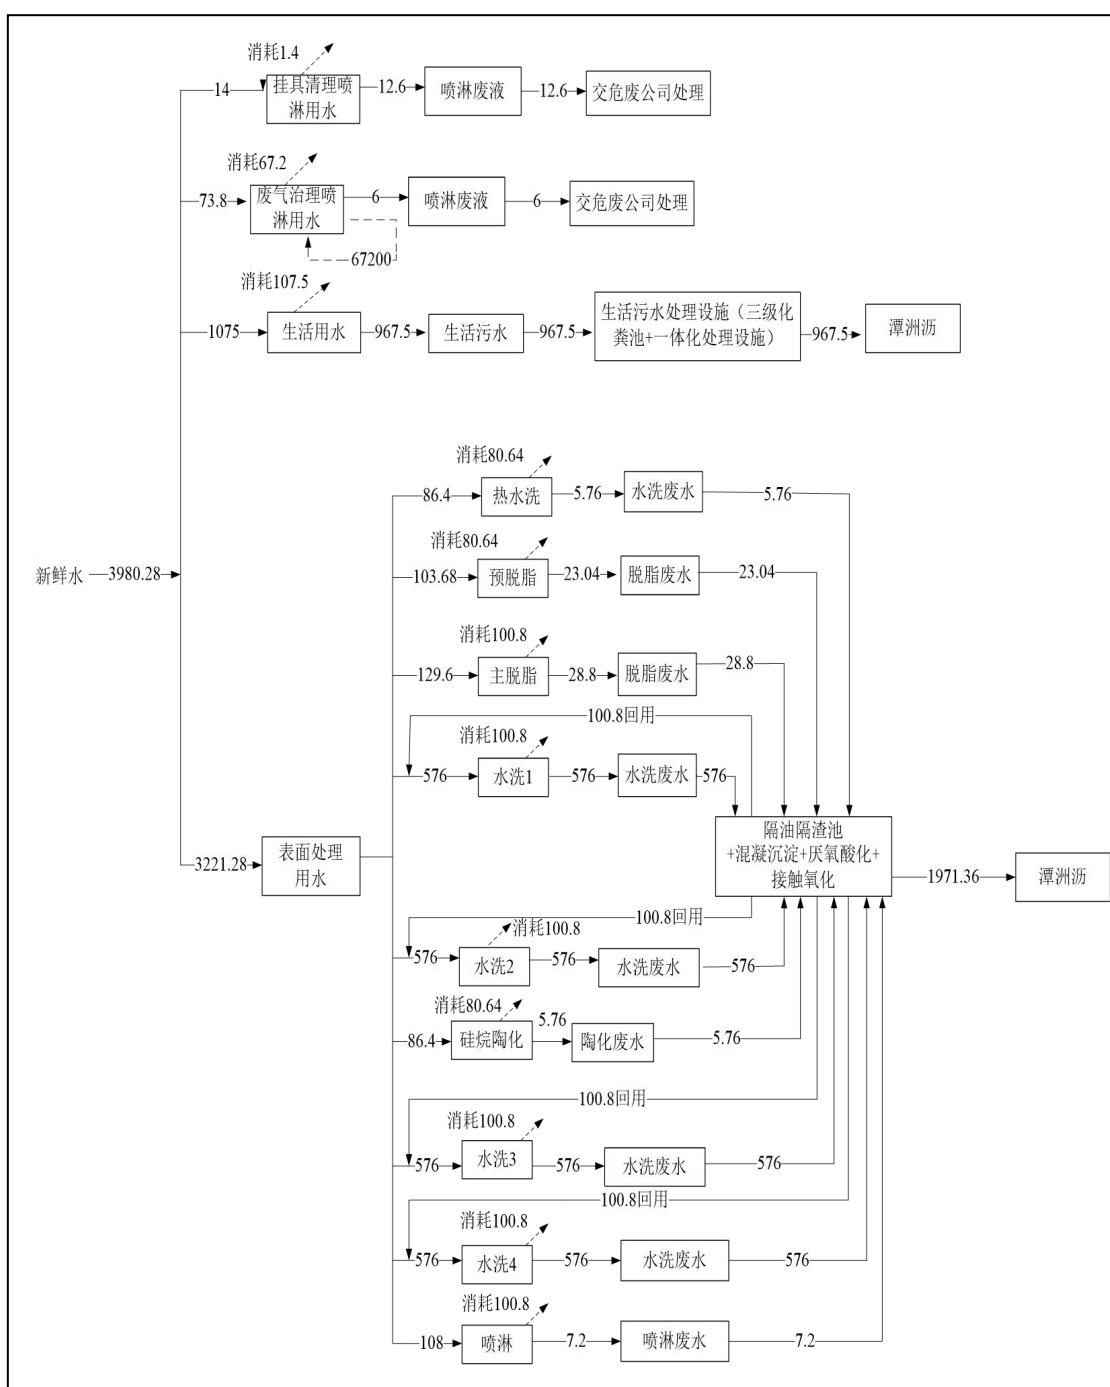 消耗1.4
14
挂具清理喷
淋用水
12.6
喷淋废液
12.6
交危废公司处理
消耗67.2
73.8
废气治理喷
淋用水
6
喷淋废液
6
交危废公司处理
67200
消耗107.5
1075
生活用水
967.5
生活污水
967.5
生活污水处理设施（三级化
粪池+一体化处理设施）
967.5
潭洲沥
新鲜水
3980.28
消耗80.64
86.4
热水洗
5.76
水洗废水
5.76
消耗80.64
103.68
预脱脂
23.04
脱脂废水
23.04
消耗100.8
129.6
主脱脂
28.8
脱脂废水
28.8
100.8回用
消耗100.8
576
水洗1
576
水洗废水
576
3221.28
表面处理
用水
隔油隔渣池
+混凝沉淀+厌氧酸化+
接触氧化
1971.36
潭洲沥
100.8回用
消耗100.8
576
水洗2
576
水洗废水
576
消耗80.64
86.4
硅烷陶化
5.76
陶化废水
5.76
100.8回用
消耗100.8
576
水洗3
576
水洗废水
576
100.8回用
消耗100.8
576
水洗4
576
水洗废水
576
消耗100.8
108
喷淋
7.2
喷淋废水
7.2